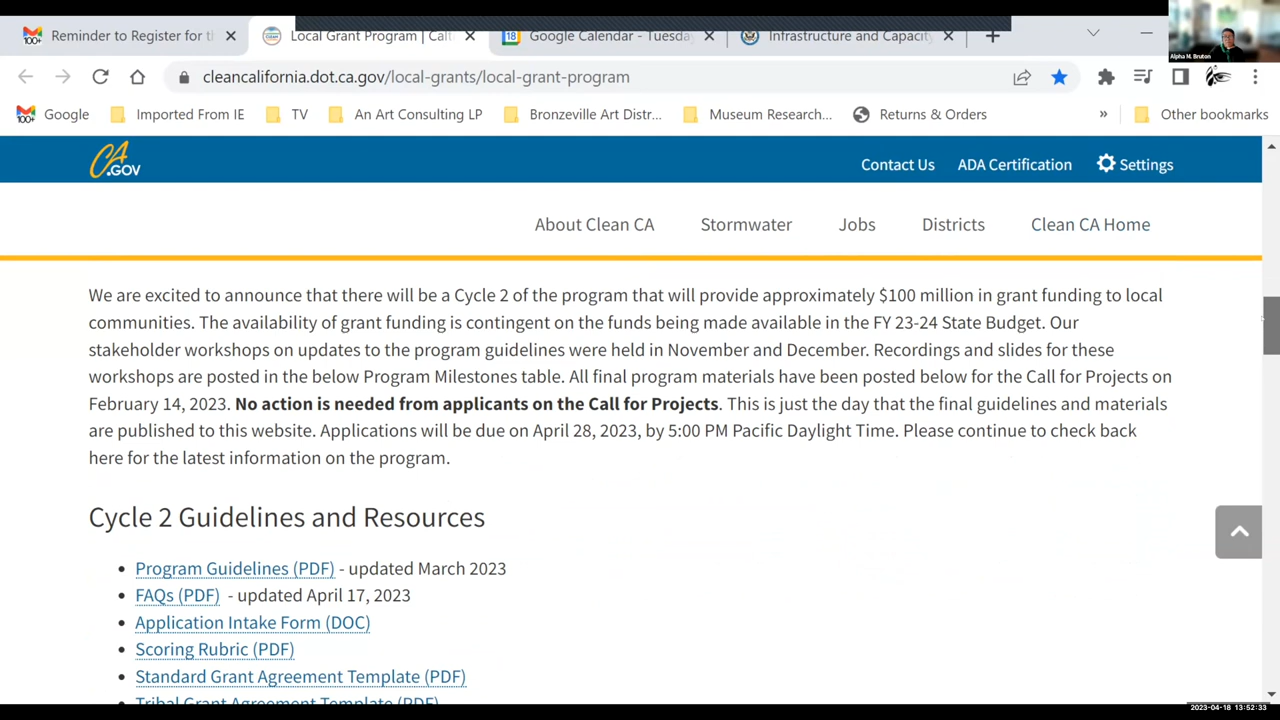 Reminder to Register for th
Local Grant Program | Calt
Google Calendar - Tuesday
Infrastructure and Capacity
Alpha M. Bruton
cleancalifornia.dot.ca.gov/local-grants/local-grant-program
Google
Imported From IE
TV
An Art Consulting LP
Bronzeville Art Distr...
Museum Research...
Returns & Orders
»
Other bookmarks
CA.GOV
Contact Us
ADA Certification
Settings
About Clean CA
Stormwater
Jobs
Districts
Clean CA Home
We are excited to announce that there will be a Cycle 2 of the program that will provide approximately $100 million in grant funding to local
communities. The availability of grant funding is contingent on the funds being made available in the FY 23-24 State Budget. Our
stakeholder workshops on updates to the program guidelines were held in November and December. Recordings and slides for these
workshops are posted in the below Program Milestones table. All final program materials have been posted below for the Call for Projects on
February 14, 2023. No action is needed from applicants on the Call for Projects. This is just the day that the final guidelines and materials
are published to this website. Applications will be due on April 28, 2023, by 5:00 PM Pacific Daylight Time. Please continue to check back
here for the latest information on the program.
Cycle 2 Guidelines and Resources
• Program Guidelines (PDF) - updated March 2023
• FAQs (PDF) - updated April 17, 2023
• Application Intake Form (DOC)
• Scoring Rubric (PDF)
• Standard Grant Agreement Template (PDF)
Tribal Grant Agreement Template (PDF)
2023-04-18 13:52:33